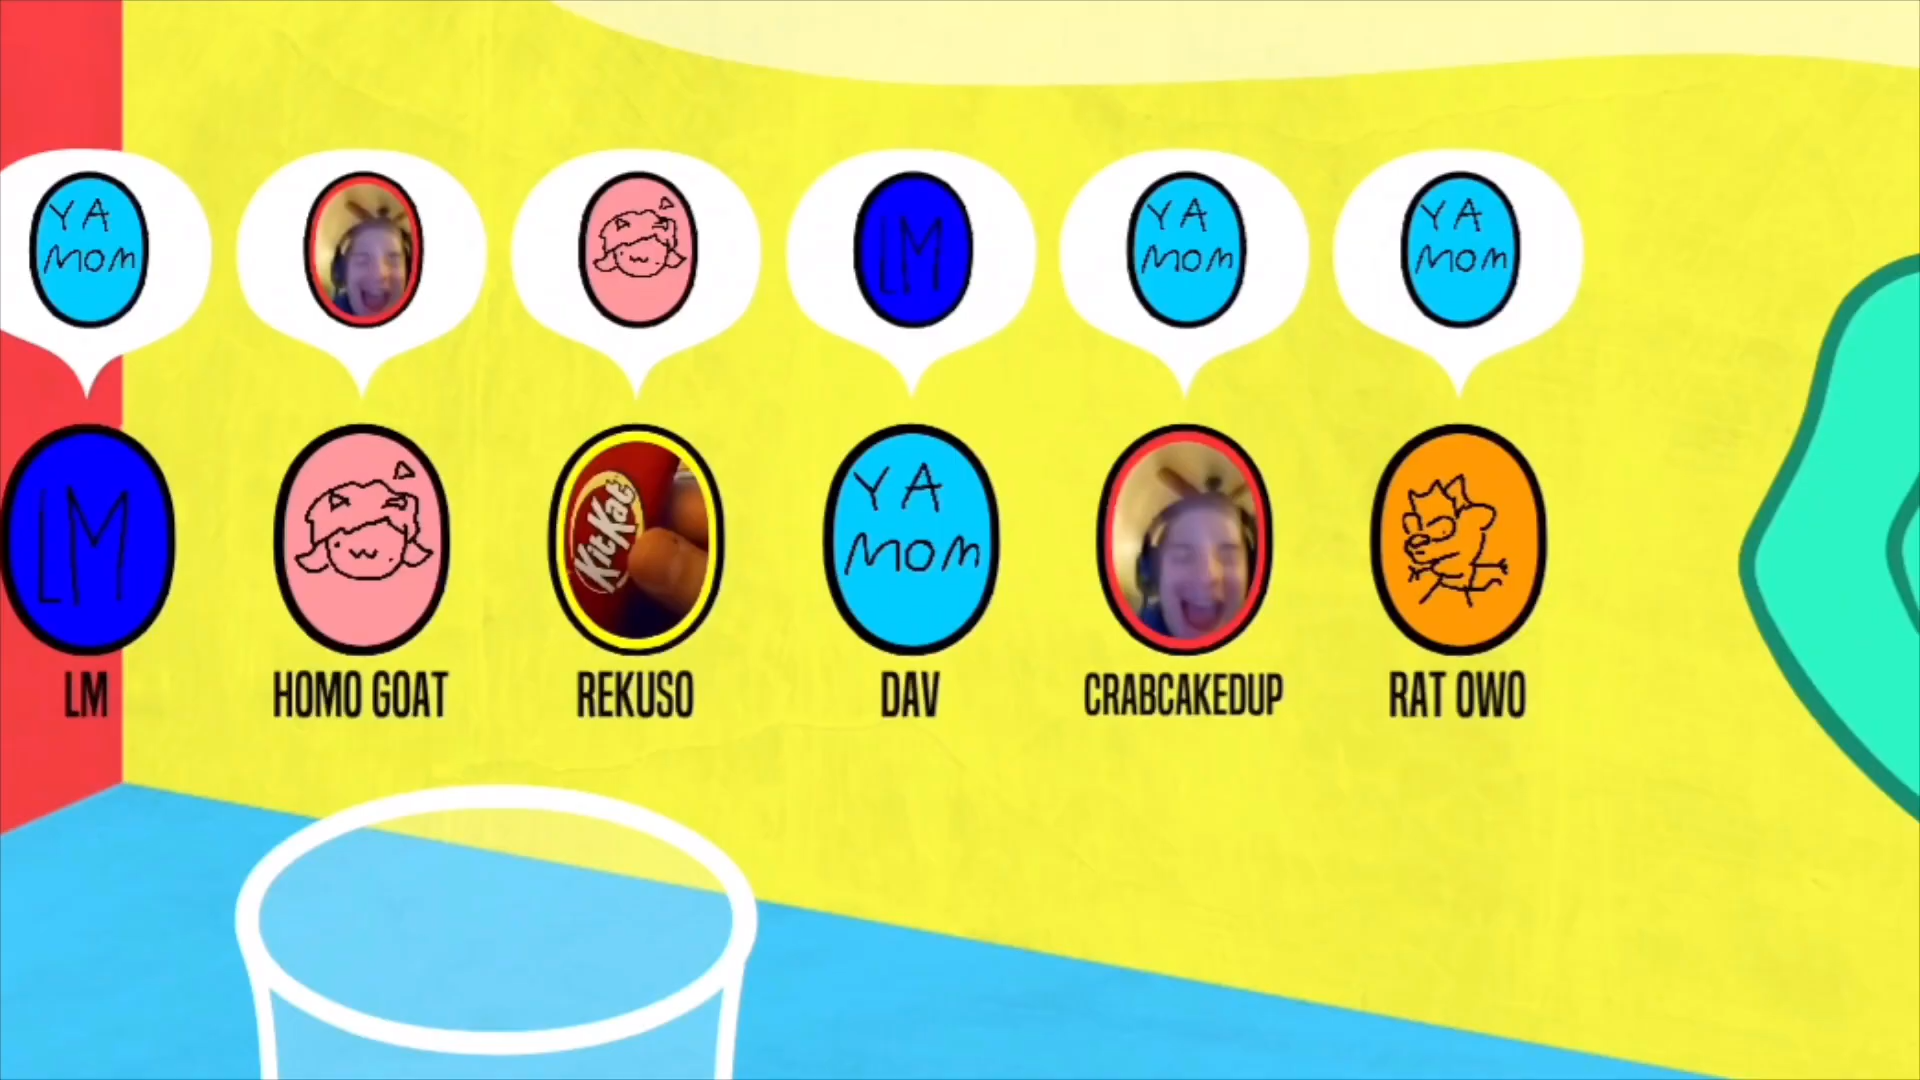 YA
MOM
LM
YA
MOM
YA
MOM
LM
KitKat
YA
MOM
LM
HOMO GOAT
REKUSO
DAV
CRABCAKEDUP
RAT OWO